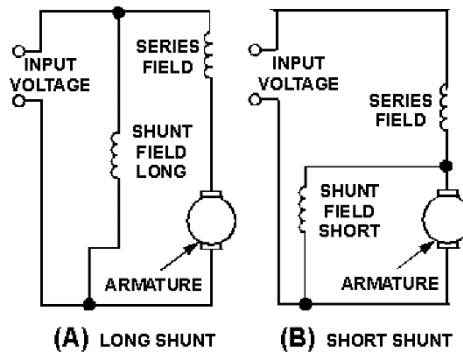 INPUT
VOLTAGE
SERIES
FIELD
SHUNT
FIELD
LONG
ARMATURE
(A) LONG SHUNT
INPUT
VOLTAGE
SERIES
FIELD
SHUNT
FIELD
SHORT
ARMATURE
(B) SHORT SHUNT